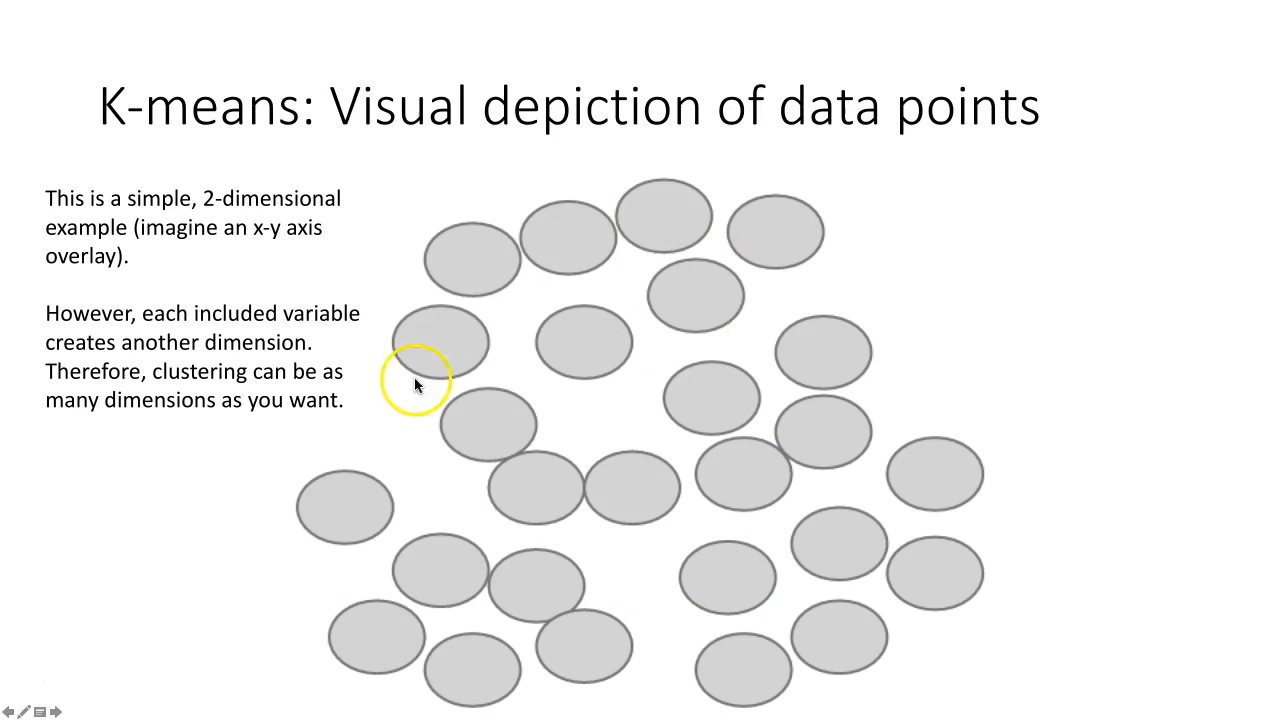 K-means: Visual depiction of data points
This is a simple, 2-dimensional
example (imagine an x-y axis
overlay).
However, each included variable
creates another dimension.
Therefore, clustering can be as
many dimensions as you want.